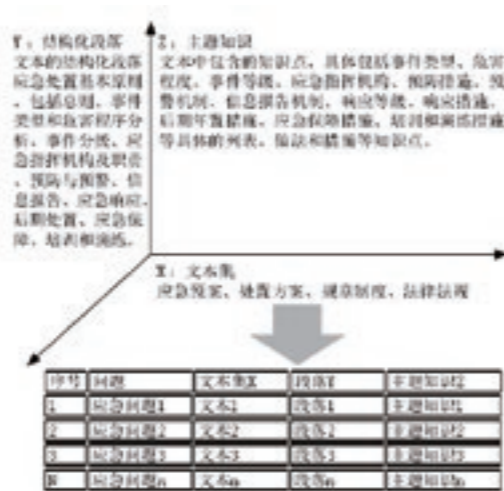 Y：结构化段落
文本的结构化段落
应急处置基本原则
、包括总则、事件
类型和危害程序分
析、事件分级、应
急指挥机构及职责
、预防与预警、信
息报告、应急响应、
后期处置、应急保
障、培训和演练。
Z：主题知识
文本中包含的知识点，具体包括事件类型、危害
程度、事件等级、应急指挥机构、预防措施、预
警机制、信息报告机制、响应等级、响应措施、
后期处置措施、应急保障措施、培训和演练措施
等具体的列表、做法和措施等知识点。
X：文本集
应急预案、处置方案、规章制度、法律法规
序号 问题 文本集X 段落Y 主题知识Z
1 应急问题1 文本1 段落1 主题知识1
2 应急问题2 文本2 段落2 主题知识2
3 应急问题3 文本3 段落3 主题知识3
N 应急问题n 文本n 段落n 主题知识n